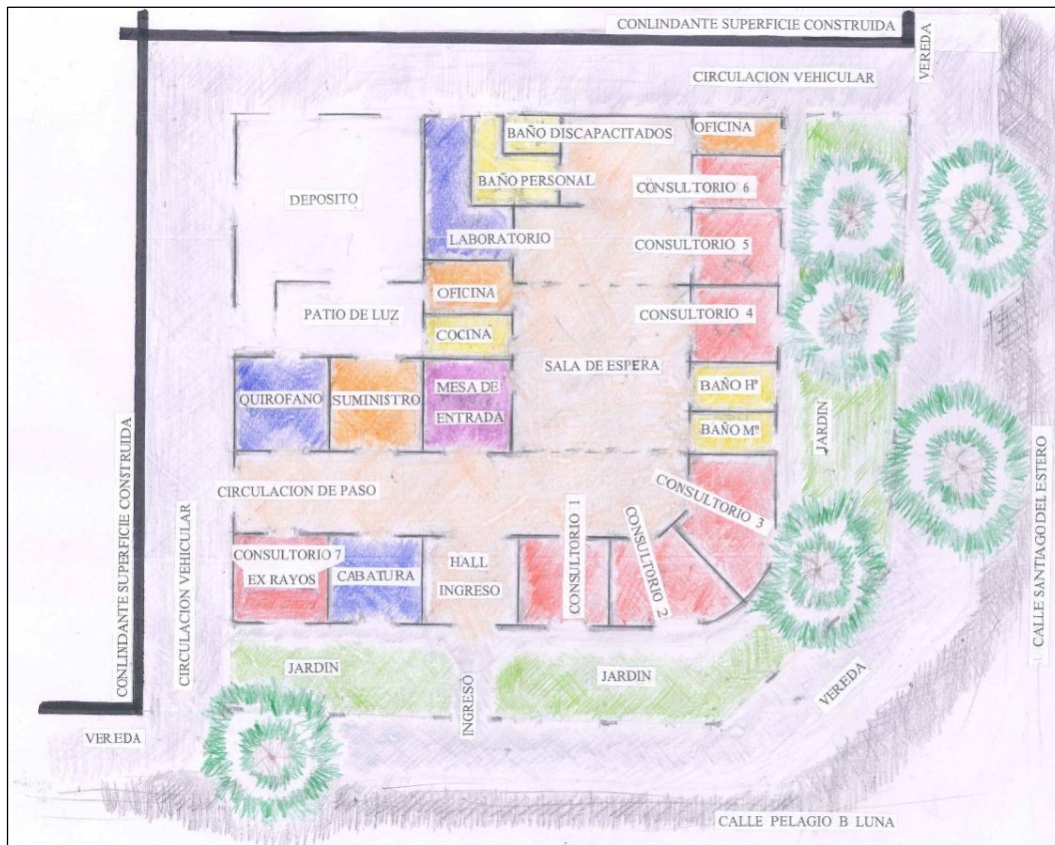 CONLINDANTE SUPERFICIE CONSTRUIDA
VEREDA
CIRCULACION VEHICULAR
BAÑO DISCAPACITADOS
OFICINA
BAÑO PERSONAL
CONSULTORIO 6
DEPOSITO
LABORATORIO
CONSULTORIO 5
OFICINA
PATIO DE LUZ
CONSULTORIO 4
COCINA
SALA DE ESPERA
QUIROFANO
SUMINISTRO
MESA DE
ENTRADA
BAÑO Hº
BAÑO Mº
JARDIN
CONLINDANTE SUPERFICIE CONSTRUIDA
CIRCULACION VEHICULAR
CIRCULACION DE PASO
CONSULTORIO 3
CONSULTORIO 7
EX RAYOS
CABATURA
HALL
INGRESO
CONSULTORIO 1
CONSULTORIO 2
CALLE SANTIAGO DEL ESTERO
JARDIN
JARDIN
INGRESO
VEREDA
VEREDA
CALLE PELAGIO B LUNA